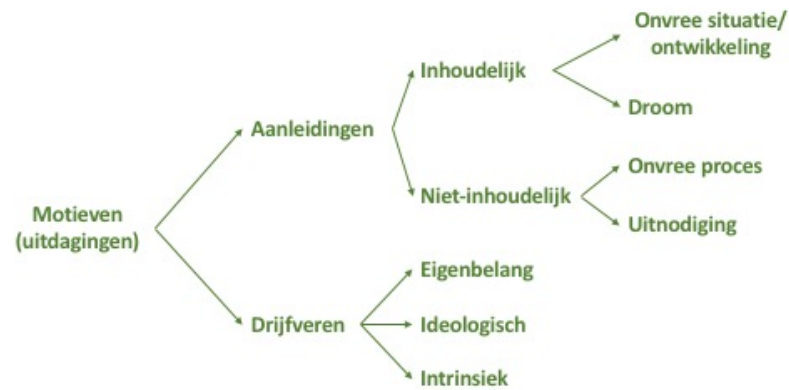 Onvree situatie/
ontwikkeling
Inhoudelijk
Droom
Aanleidingen
Onvree proces
Niet-inhoudelijk
Motieven
(uitdagingen)
Uitnodiging
Eigenbelang
Drijfveren
Ideologisch
Intrinsiek